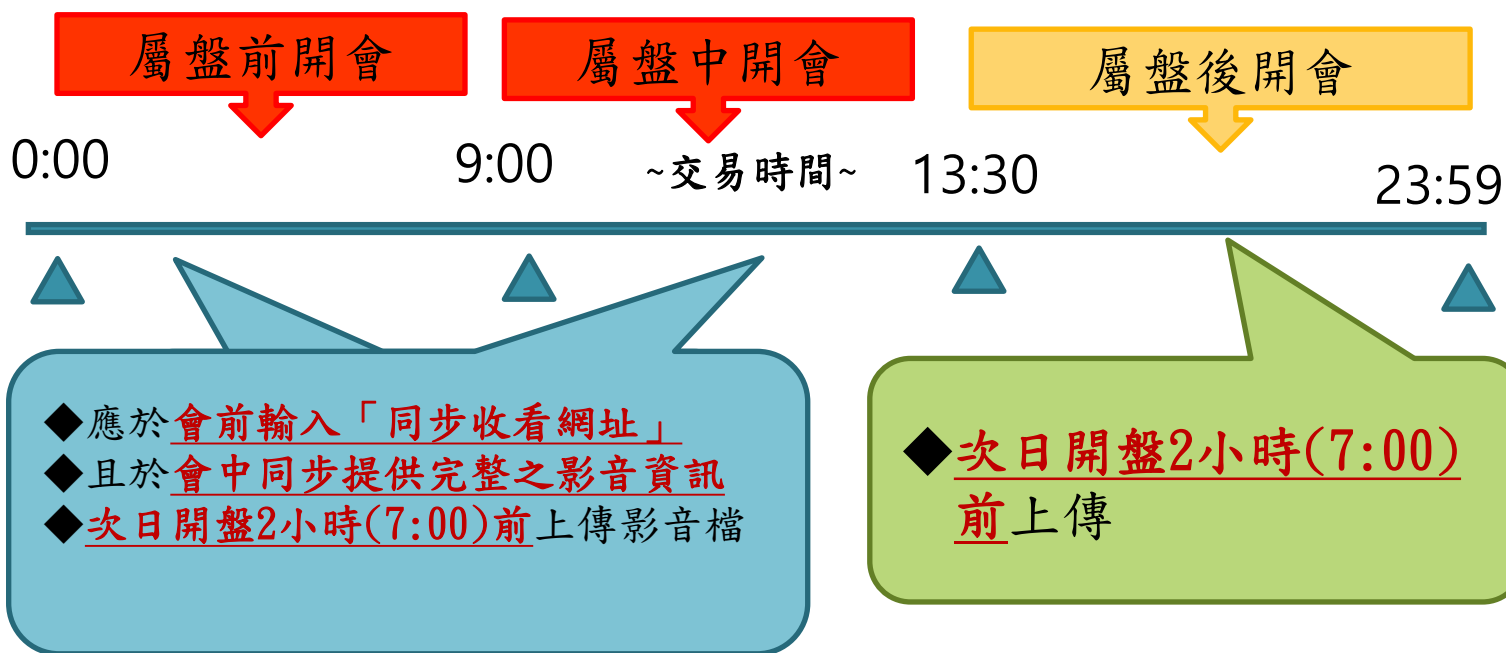 屬盤前開會
屬盤中開會
屬盤後開會
0:00
9:00
~交易時間~
13:30
23:59
◆應於會前輸入「同步收看網址」
◆且於會中同步提供完整之影音資訊
◆次日開盤2小時(7:00)前上傳影音檔
◆次日開盤2小時(7:00)
前上傳